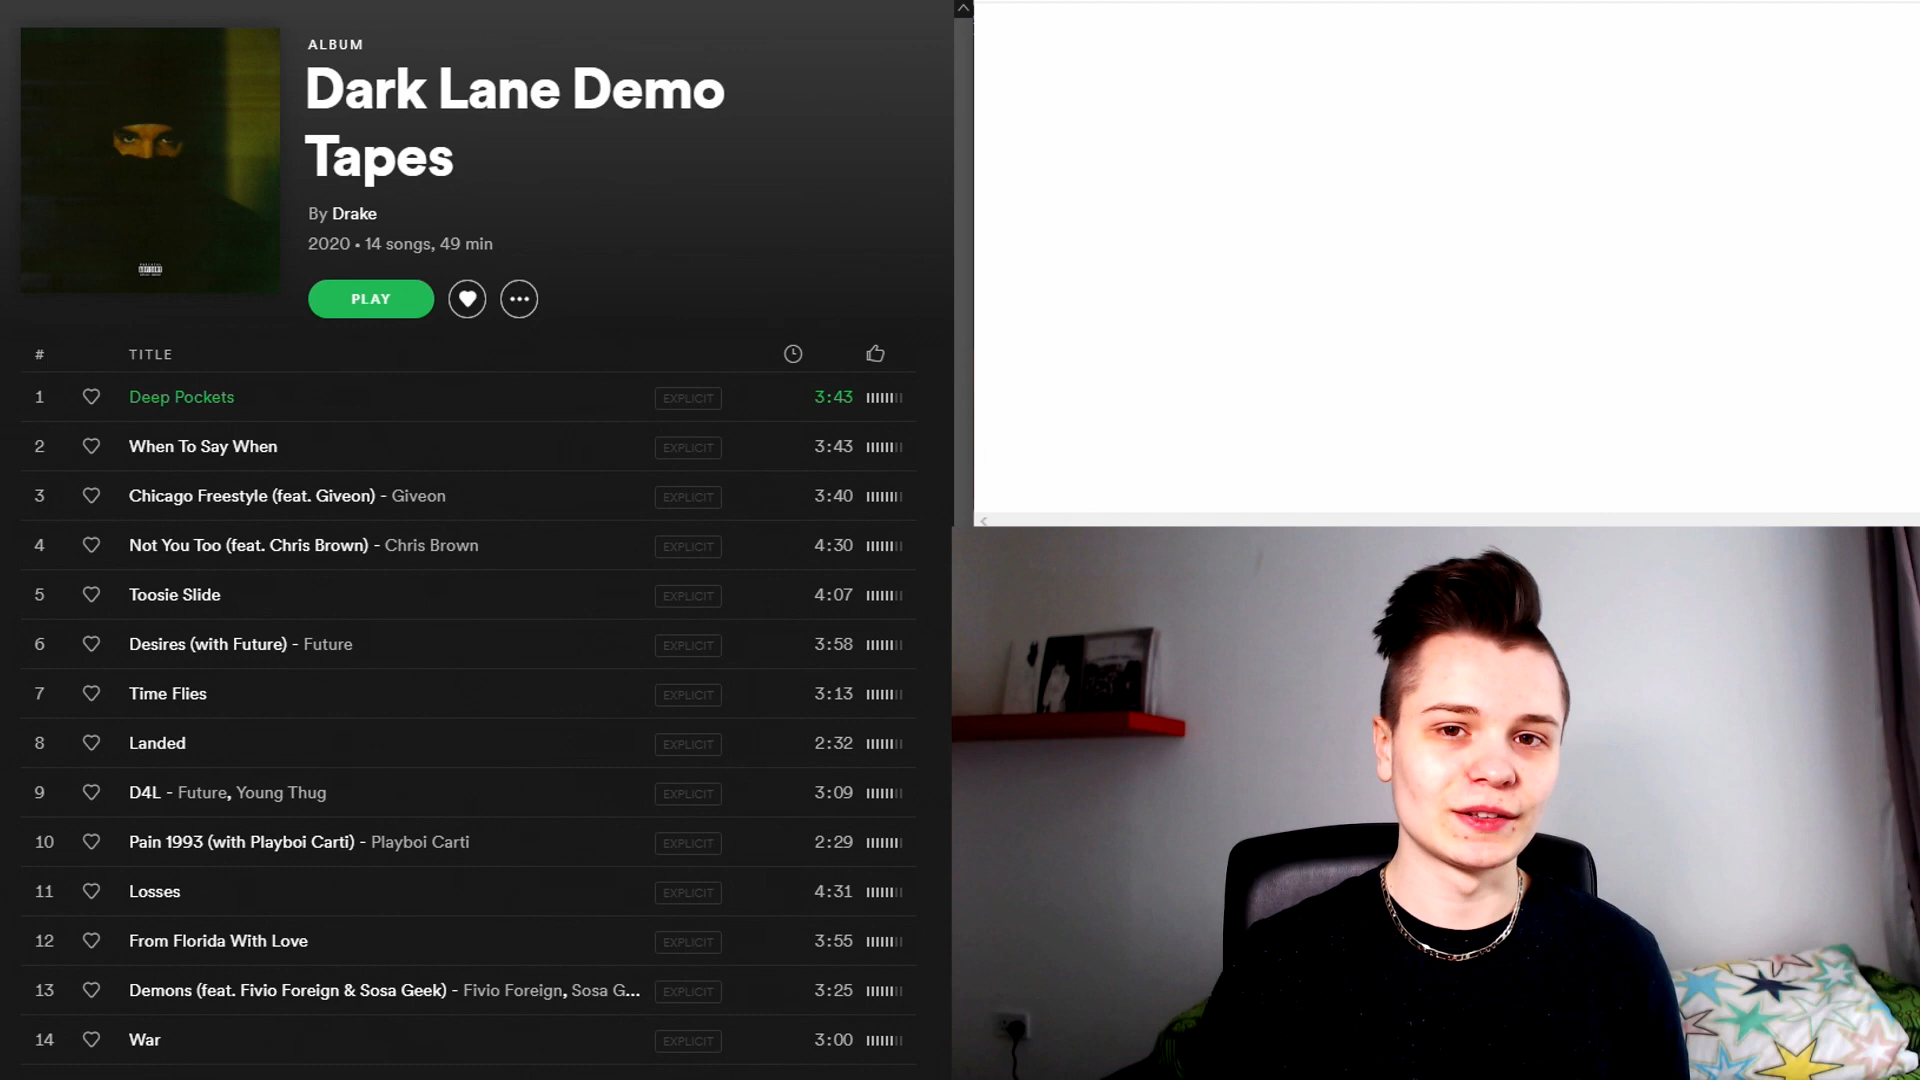 ALBUM
Dark Lane Demo
Tapes
By Drake
2020 • 14 songs, 49 min
PLAY
# TITLE
1 Deep Pockets EXPLICIT 3:43
2 When To Say When EXPLICIT 3:43
3 Chicago Freestyle (feat. Giveon) - Giveon EXPLICIT 3:40
4 Not You Too (feat. Chris Brown) - Chris Brown EXPLICIT 4:30
5 Toosie Slide EXPLICIT 4:07
6 Desires (with Future) - Future EXPLICIT 3:58
7 Time Flies EXPLICIT 3:13
8 Landed EXPLICIT 2:32
9 D4L - Future, Young Thug EXPLICIT 3:09
10 Pain 1993 (with Playboi Carti) - Playboi Carti EXPLICIT 2:29
11 Losses EXPLICIT 4:31
12 From Florida With Love EXPLICIT 3:55
13 Demons (feat. Fivio Foreign & Sosa Geek) - Fivio Foreign, Sosa G... EXPLICIT 3:25
14 War EXPLICIT 3:00